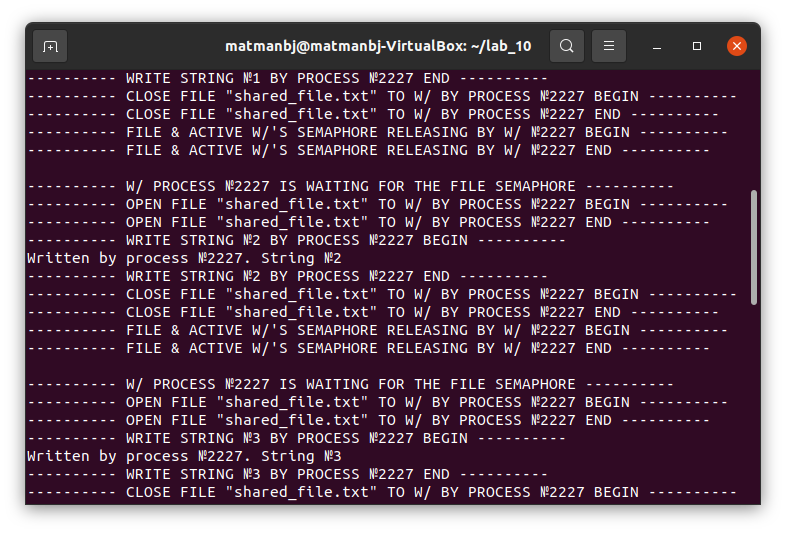 matmanbj@matmanbj-VirtualBox: ~/lab_10
---------- WRITE STRING №1 BY PROCESS №2227 END ----------
---------- CLOSE FILE "shared_file.txt" TO W/ BY PROCESS №2227 BEGIN ----------
---------- CLOSE FILE "shared_file.txt" TO W/ BY PROCESS №2227 END ----------
---------- FILE & ACTIVE W/'S SEMAPHORE RELEASING BY W/ №2227 BEGIN ----------
---------- FILE & ACTIVE W/'S SEMAPHORE RELEASING BY W/ №2227 END ----------
---------- W/ PROCESS №2227 IS WAITING FOR THE FILE SEMAPHORE ----------
---------- OPEN FILE "shared_file.txt" TO W/ BY PROCESS №2227 BEGIN ----------
---------- OPEN FILE "shared_file.txt" TO W/ BY PROCESS №2227 END ----------
---------- WRITE STRING №2 BY PROCESS №2227 BEGIN ----------
Written by process №2227. String №2
---------- WRITE STRING №2 BY PROCESS №2227 END ----------
---------- CLOSE FILE "shared_file.txt" TO W/ BY PROCESS №2227 BEGIN ----------
---------- CLOSE FILE "shared_file.txt" TO W/ BY PROCESS №2227 END ----------
---------- FILE & ACTIVE W/'S SEMAPHORE RELEASING BY W/ №2227 BEGIN ----------
---------- FILE & ACTIVE W/'S SEMAPHORE RELEASING BY W/ №2227 END ----------
---------- W/ PROCESS №2227 IS WAITING FOR THE FILE SEMAPHORE ----------
---------- OPEN FILE "shared_file.txt" TO W/ BY PROCESS №2227 BEGIN ----------
---------- OPEN FILE "shared_file.txt" TO W/ BY PROCESS №2227 END ----------
---------- WRITE STRING №3 BY PROCESS №2227 BEGIN ----------
Written by process №2227. String №3
---------- WRITE STRING №3 BY PROCESS №2227 END ----------
---------- CLOSE FILE "shared_file.txt" TO W/ BY PROCESS №2227 BEGIN ----------